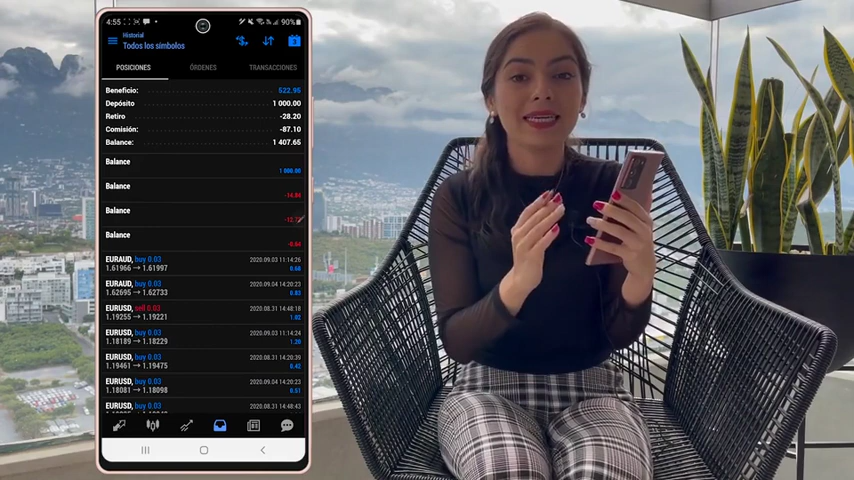 4:55 90%
Historial
Todos los símbolos
POSICIONES ÓRDENES TRANSACCIONES
Beneficio: 522.95
Depósito 1 000.00
Retiro -28.20
Comisión: -87.10
Balance: 1 407.65
Balance
1 000.00
Balance
-14.84
Balance
Balance
EURAUD, buy 0.03 2020.09.03 11:14:26
1.61966 → 1.61997 0.68
EURAUD, buy 0.03 2020.09.04 14:20:23
1.62695 → 1.62733 0.83
EURUSD, sell 0.03 2020.08.31 14:48:18
1.19255 → 1.19221 1.02
EURUSD, buy 0.03 2020.09.03 11:14:24
1.18189 → 1.18229 1.20
EURUSD, buy 0.03 2020.08.31 14:20:39
1.19461 → 1.19475 0.42
EURUSD, buy 0.03 2020.09.04 14:20:23
1.18081 → 1.18098 0.51
EURUSD, buy 0.03 2020.08.31 14:48:43